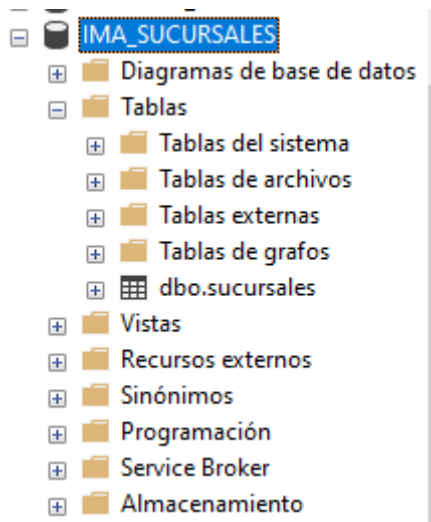 IMA_SUCURSALES
Diagramas de base de datos
Tablas
Tablas del sistema
Tablas de archivos
Tablas externas
Tablas de grafos
dbo.sucursales
Vistas
Recursos externos
Sinónimos
Programación
Service Broker
Almacenamiento